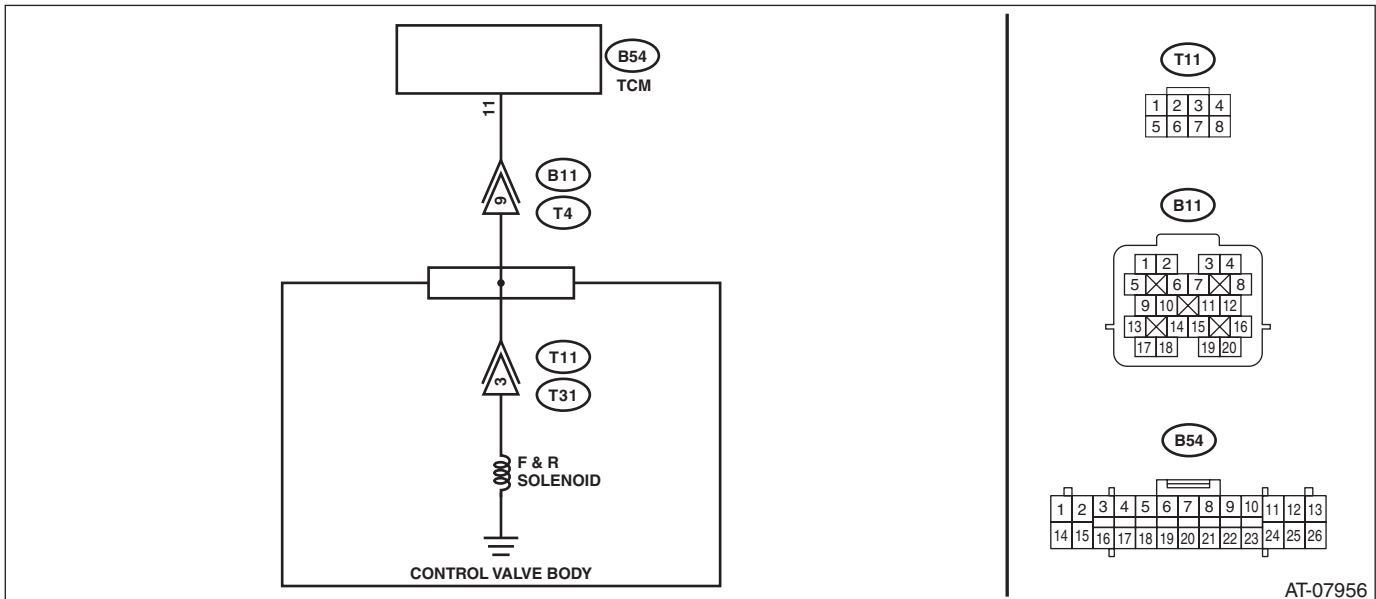 B54
TCM
11
B11
9
T4
T11
3
T31
F & R
SOLENOID
CONTROL VALVE BODY
T11
1 2 3 4
5 6 7 8
B11
1 2 3 4
5 6 7 8
9 10 11 12
13 14 15 16
17 18 19 20
B54
1 2 3 4 5 6 7 8 9 10 11 12 13
14 15 16 17 18 19 20 21 22 23 24 25 26
AT-07956